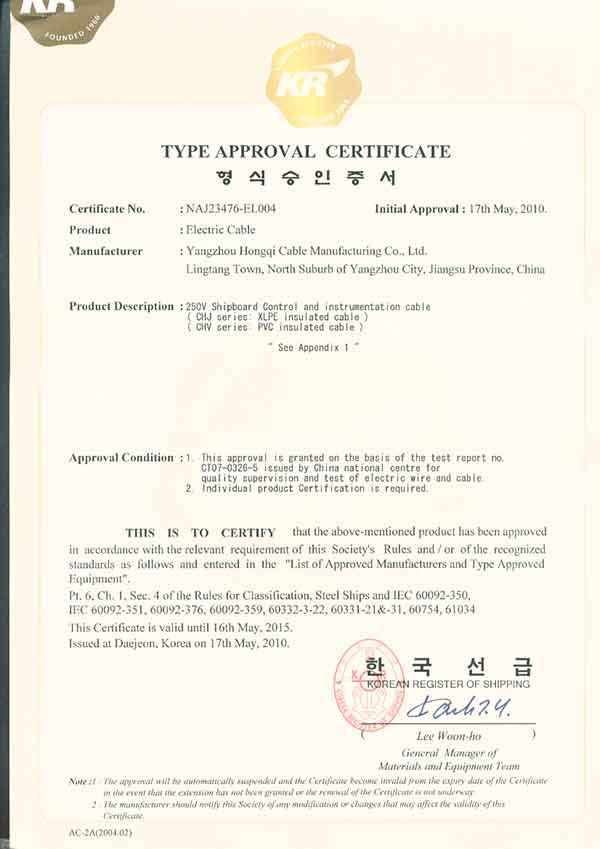 KR
FOUNDED 1960
KR
TYPE APPROVAL CERTIFICATE
형식승인증서
Certificate No. : NAJ23476-EL004 Initial Approval : 17th May, 2010.
Product : Electric Cable
Manufacturer : Yangzhou Hongqi Cable Manufacturing Co., Ltd.
Lingtang Town, North Suburb of Yangzhou City, Jiangsu Province, China
Product Description : 250V Shipboard Control and instrumentation cable
( CHJ series: XLPE insulated cable )
( CHV series: PVC insulated cable )
" See Appendix 1 "
Approval Condition : 1. This approval is granted on the basis of the test report no.
CT07-0326-5 issued by China national centre for
quality supervision and test of electric wire and cable.
2. Individual product Certification is required.
THIS IS TO CERTIFY that the above-mentioned product has been approved
in accordance with the relevant requirement of this Society's Rules and / or of the recognized
standards as follows and entered in the "List of Approved Manufacturers and Type Approved
Equipment".
Pt. 6, Ch. 1, Sec. 4 of the Rules for Classification, Steel Ships and IEC 60092-350,
IEC 60092-351, 60092-376, 60092-359, 60332-3-22, 60331-21&-31, 60754, 61034
This Certificate is valid until 16th May, 2015.
Issued at Daejeon, Korea on 17th May, 2010.
한국선급
KOREAN REGISTER OF SHIPPING
( )
Lee Woon-ho
General Manager of
Materials and Equipment Team
Note :1 : The approval will be automatically suspended and the Certificate become invalid from the expiry date of the Certificate
in the event that the extension has not been granted or the renewal of the Certificate is not underway.
2 : The manufacturer should notify this Society of any modification or changes that may affect the validity of this
Certificate.
AC-2A(2004.02)